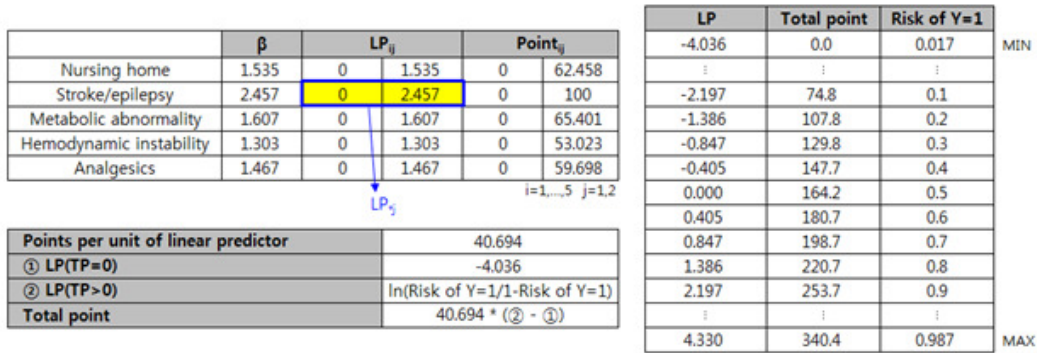 β LPij Pointij
Nursing home 1.535 0 1.535 0 62.458
Stroke/epilepsy 2.457 0 2.457 0 100
Metabolic abnormality 1.607 0 1.607 0 65.401
Hemodynamic instability 1.303 0 1.303 0 53.023
Analgesics 1.467 0 1.467 0 59.698
i=1,...,5 j=1,2
LP*j
Points per unit of linear predictor 40.694
① LP(TP=0) -4.036
② LP(TP>0) ln(Risk of Y=1/1-Risk of Y=1)
Total point 40.694 * (② - ①)
LP Total point Risk of Y=1
-4.036 0.0 0.017 MIN
⋮ ⋮ ⋮
-2.197 74.8 0.1
-1.386 107.8 0.2
-0.847 129.8 0.3
-0.405 147.7 0.4
0.000 164.2 0.5
0.405 180.7 0.6
0.847 198.7 0.7
1.386 220.7 0.8
2.197 253.7 0.9
⋮ ⋮ ⋮
4.330 340.4 0.987 MAX